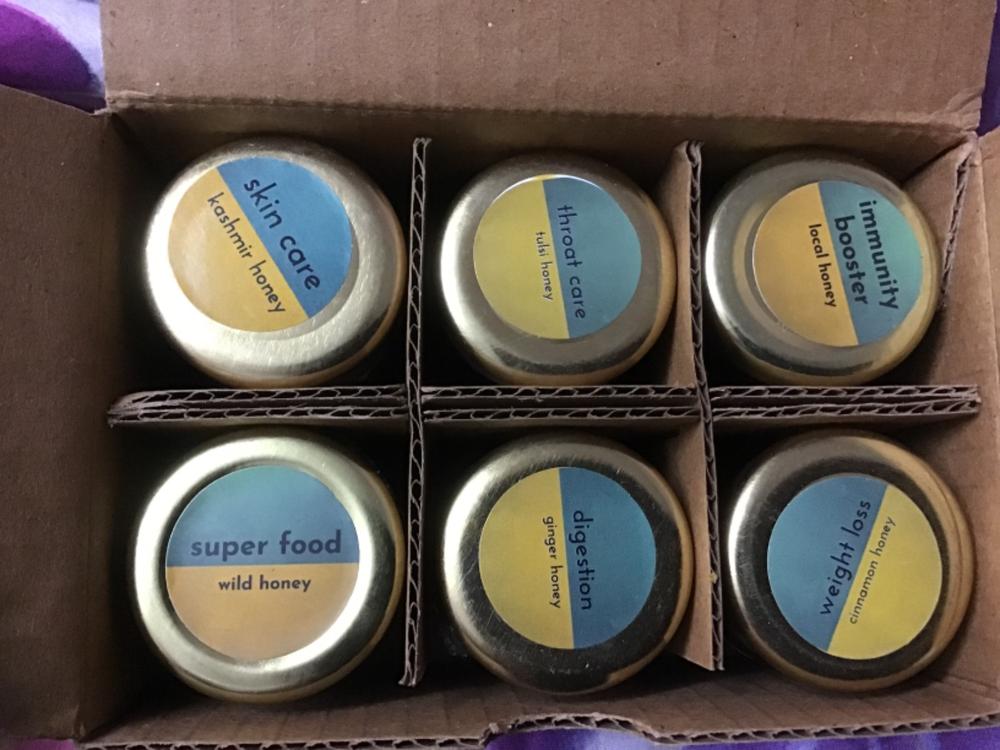 skin care
kashmir honey
throat care
tulsi honey
immunity
booster
local honey
super food
wild honey
digestion
ginger honey
weight loss
cinnamon honey